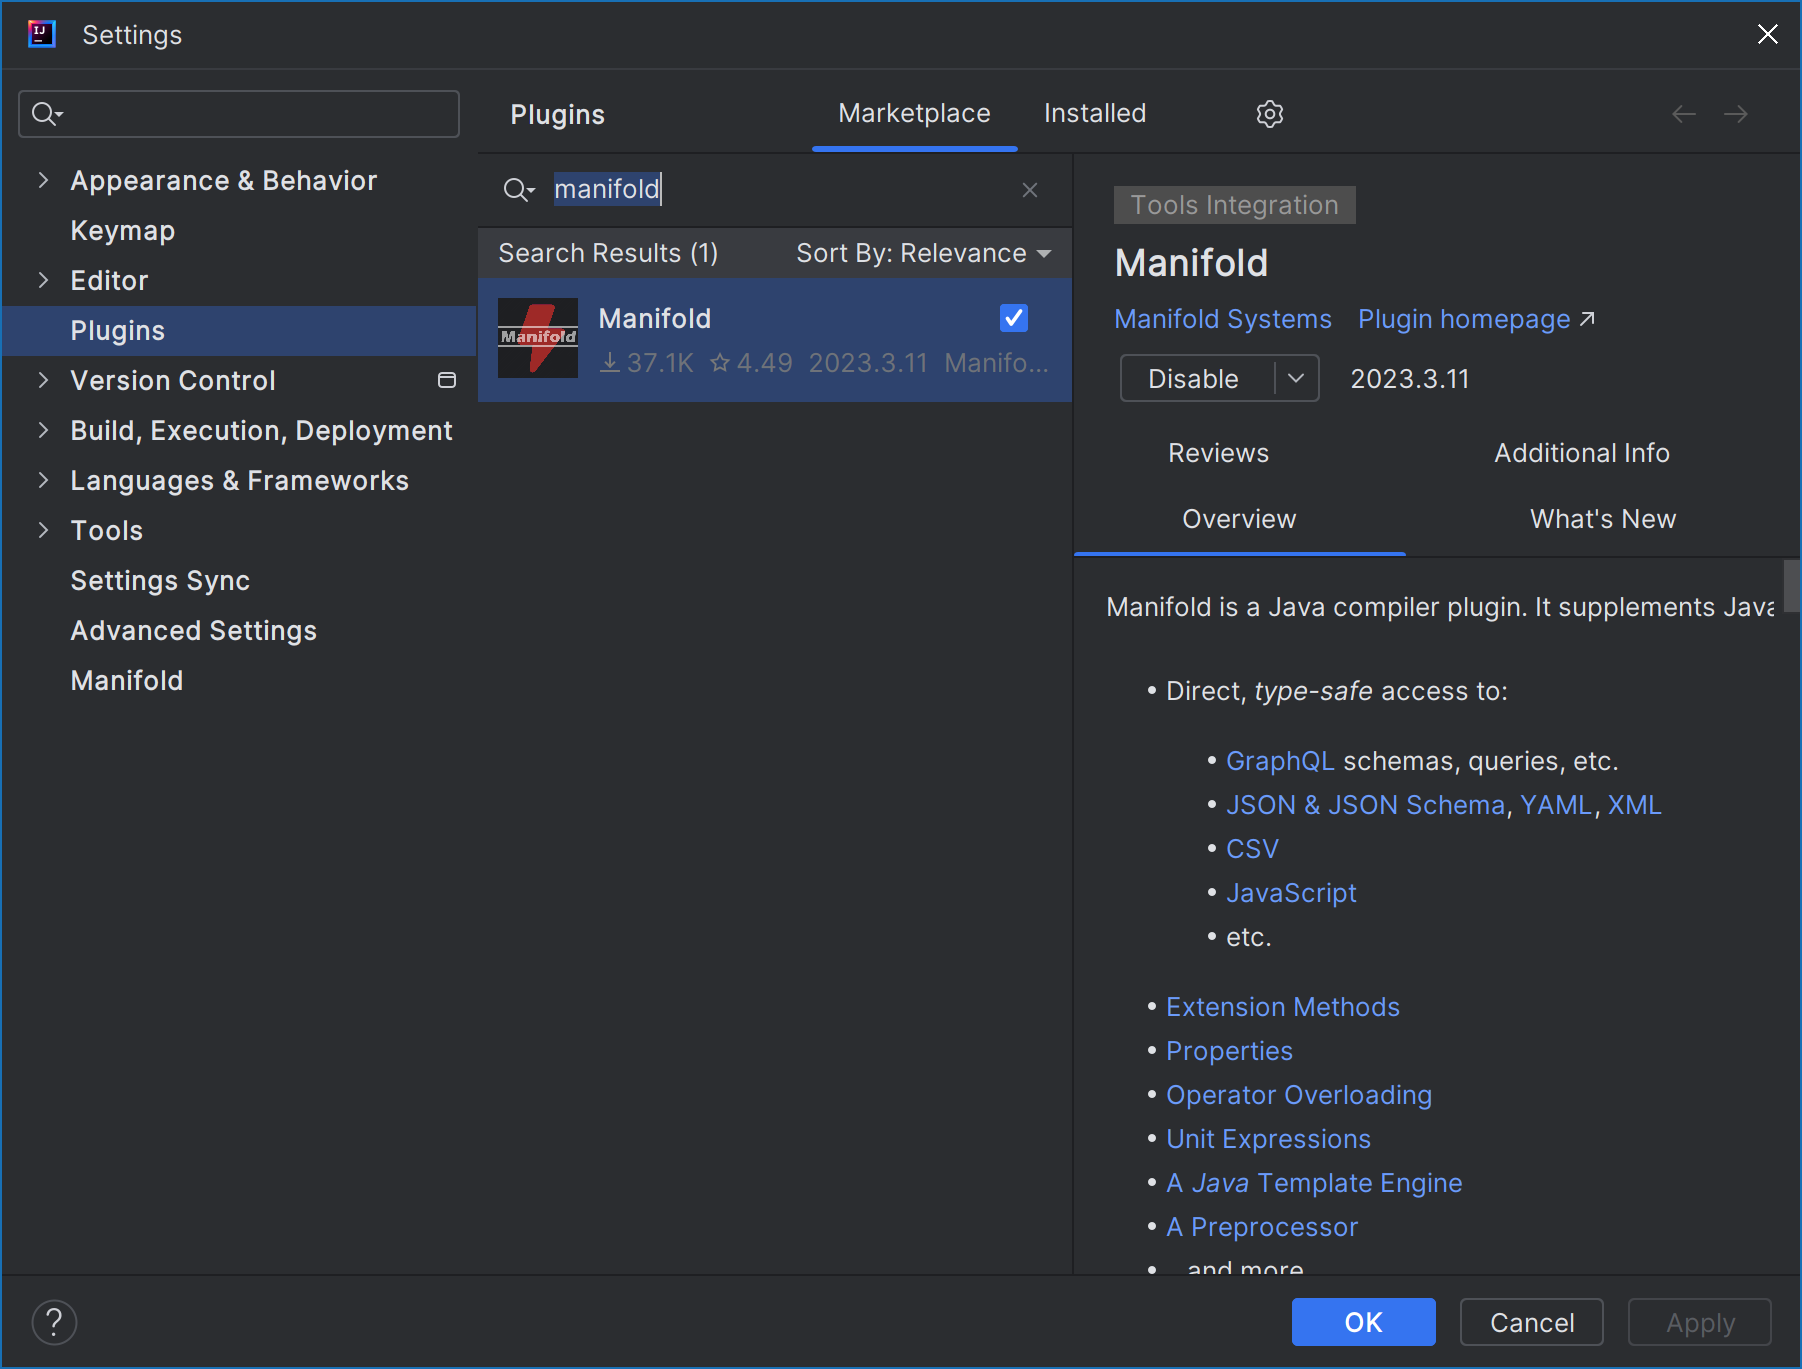 Settings
Plugins
Marketplace
Installed
Appearance & Behavior
Keymap
Editor
Plugins
Version Control
Build, Execution, Deployment
Languages & Frameworks
Tools
Settings Sync
Advanced Settings
Manifold
manifold
Search Results (1)
Sort By: Relevance
Manifold
Manifold
37.1K 4.49 2023.3.11 Manifo...
Tools Integration
Manifold
Manifold Systems Plugin homepage
Disable 2023.3.11
Reviews
Additional Info
Overview
What's New
Manifold is a Java compiler plugin. It supplements Java
• Direct, type-safe access to:
• GraphQL schemas, queries, etc.
• JSON & JSON Schema, YAML, XML
• CSV
• JavaScript
• etc.
• Extension Methods
• Properties
• Operator Overloading
• Unit Expressions
• A Java Template Engine
• A Preprocessor
• and more
?
OK
Cancel
Apply